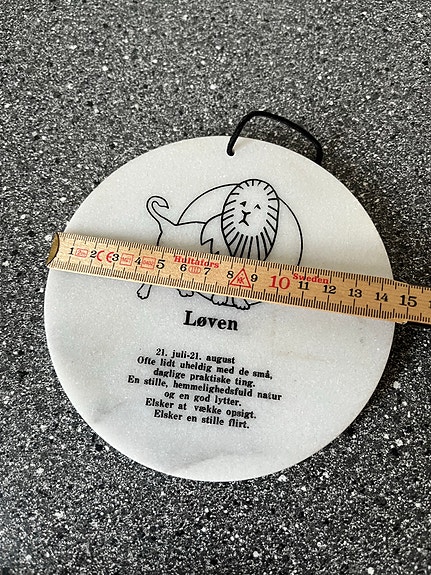 1 2 CE 3 4 5 6 7 8 9 10 11 12 13 14 15
Hultafors
Sweden
Løven
21. juli-21. august
Ofte lidt uheldig med de små,
daglige praktiske ting.
En stille, hemmelighedsfuld natur
og en god lytter.
Elsker at vække opsigt.
Elsker en stille flirt.